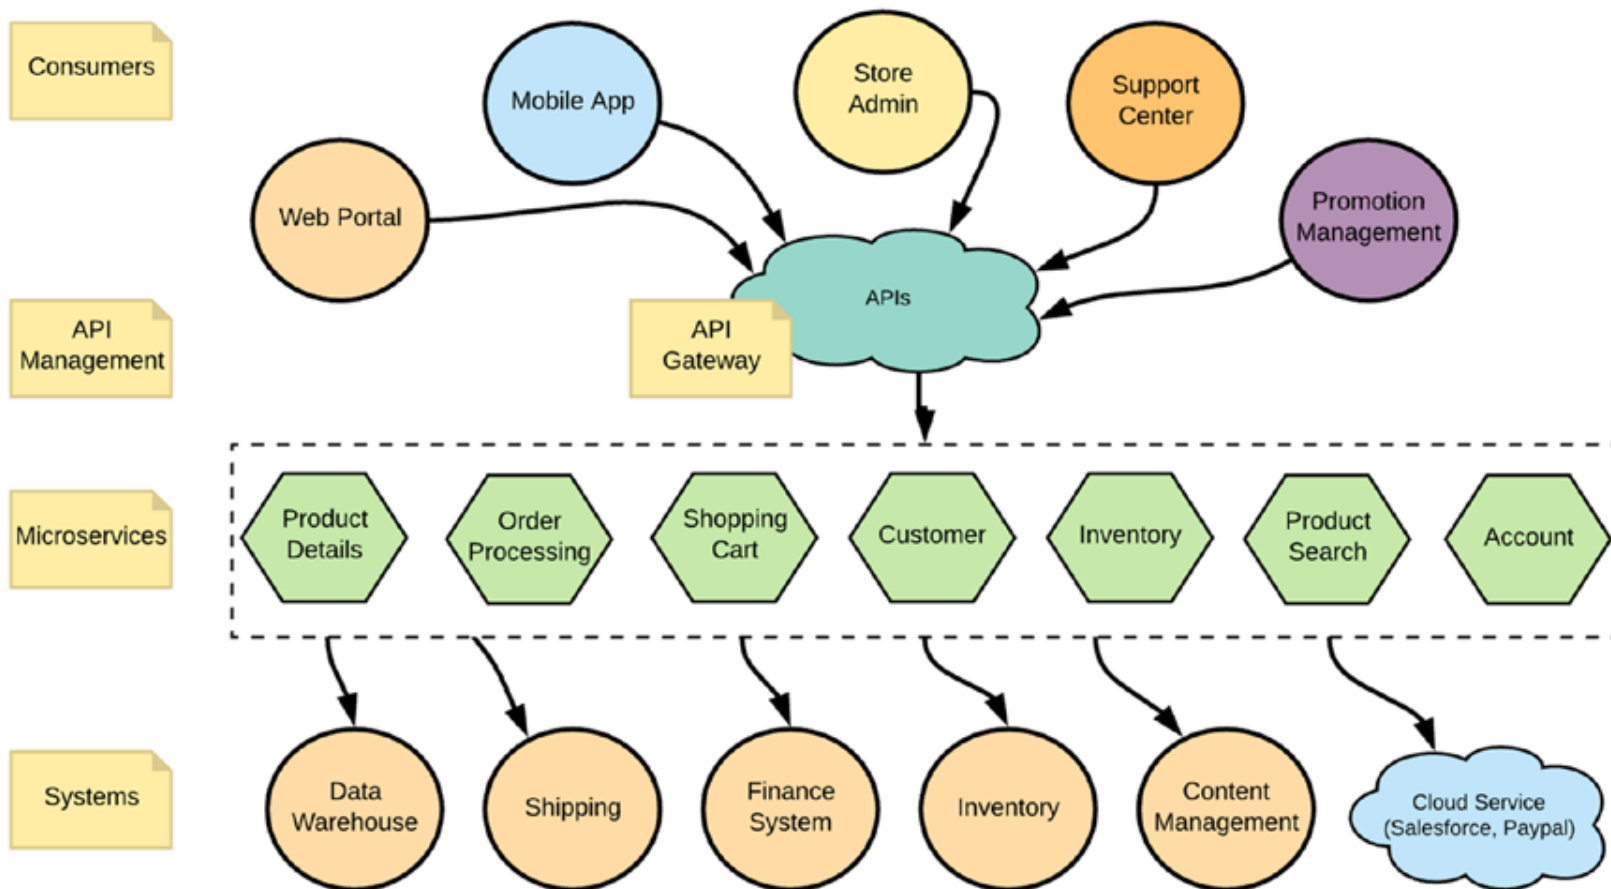 Consumers
Mobile App
Store
Admin
Support
Center
Web Portal
Promotion
Management
API
Management
API
Gateway
APIs
Microservices
Product
Details
Order
Processing
Shopping
Cart
Customer
Inventory
Product
Search
Account
Systems
Data
Warehouse
Shipping
Finance
System
Inventory
Content
Management
Cloud Service
(Salesforce, Paypal)